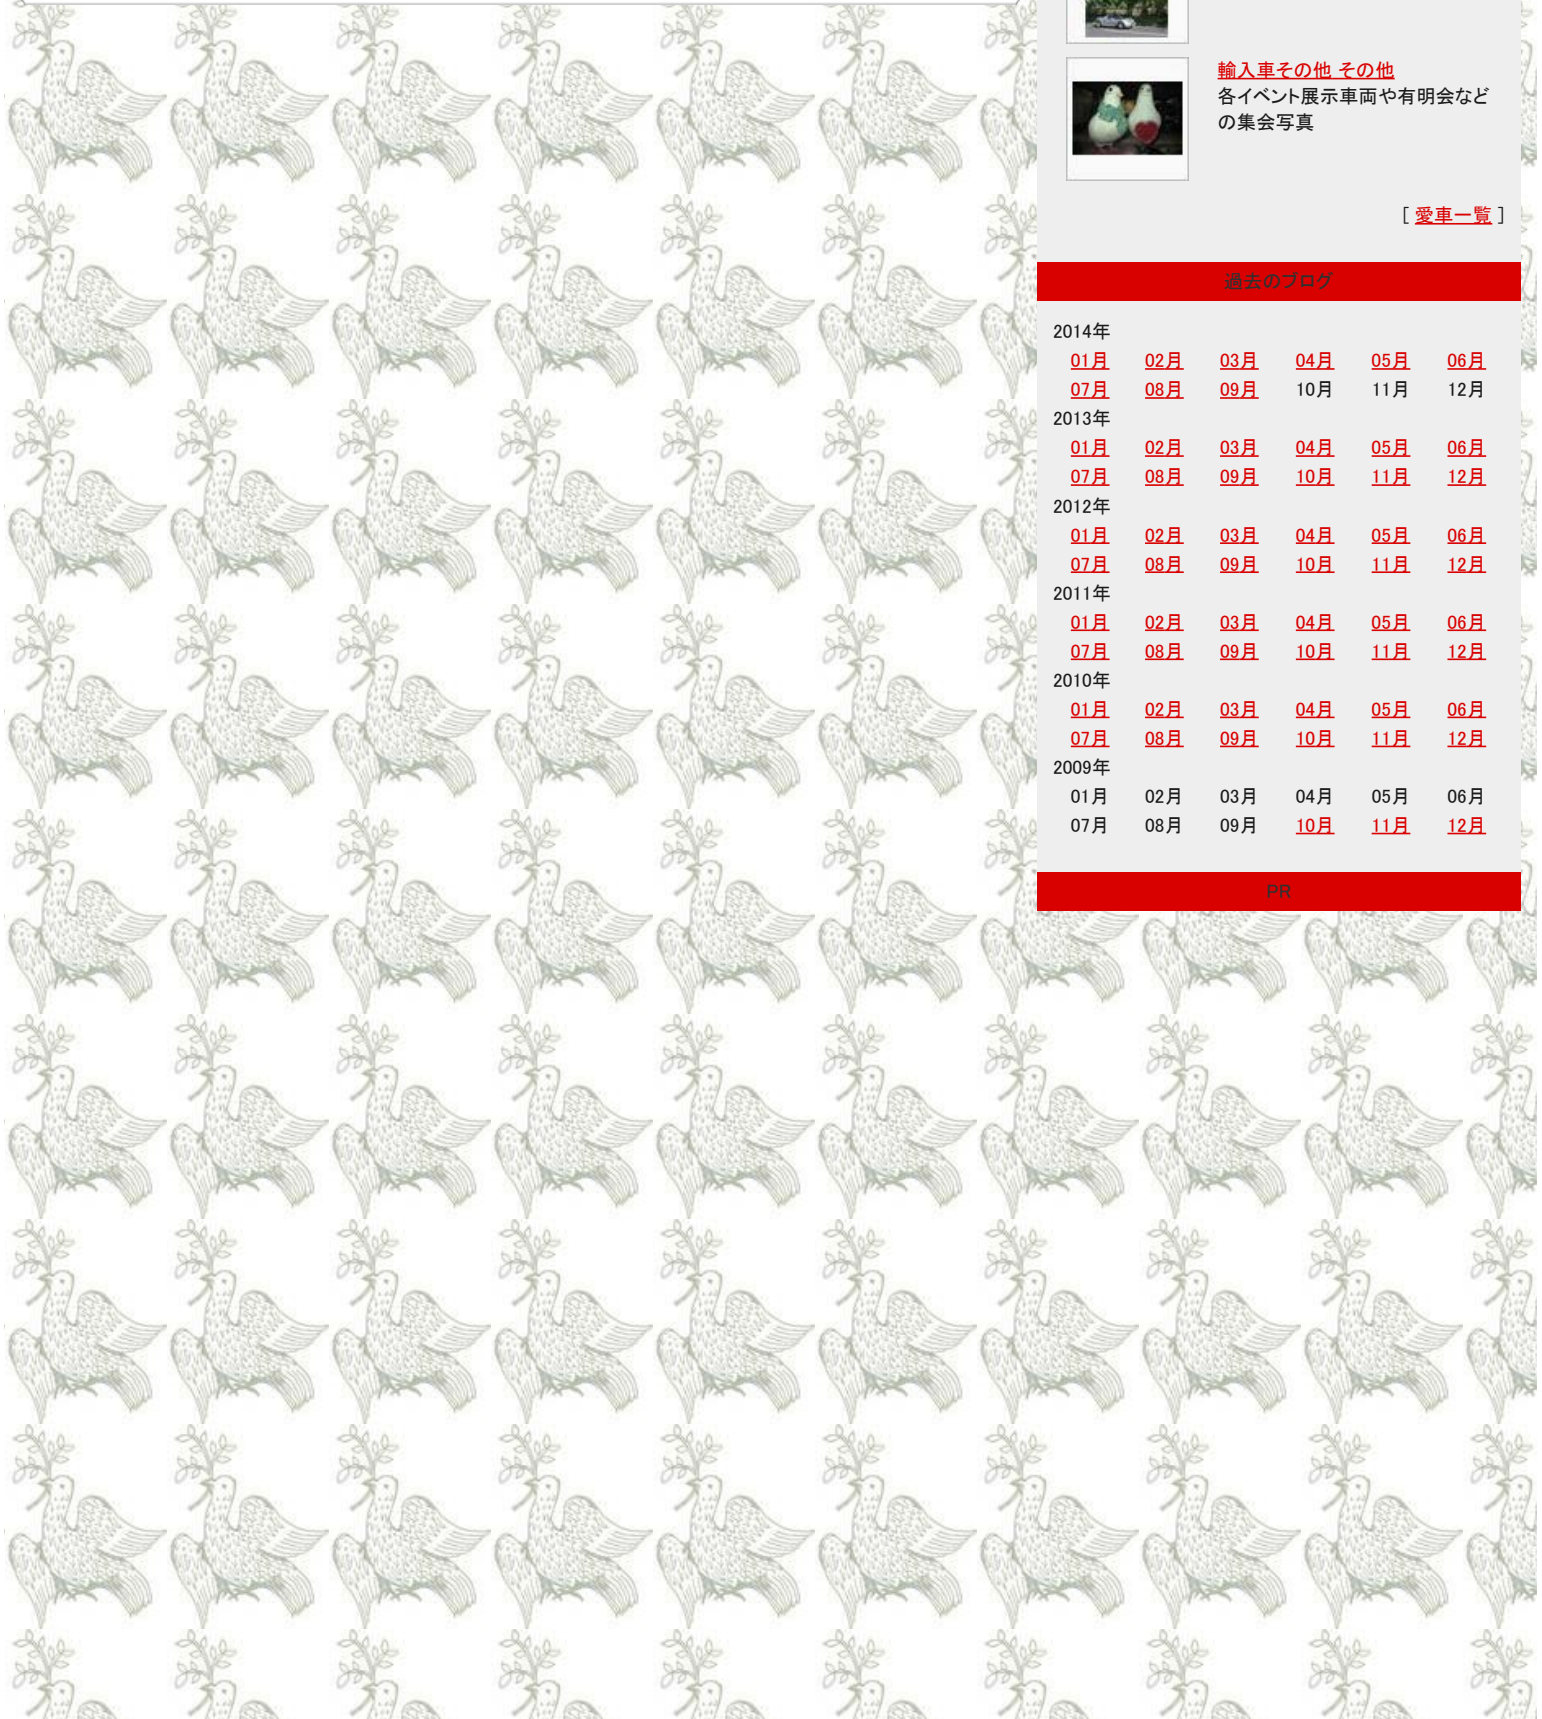 輸入車その他 その他
各イベント展示車両や有明会など
の集会写真
[ 愛車一覧 ]
過去のブログ
2014年
01月 02月 03月 04月 05月 06月
07月 08月 09月 10月 11月 12月
2013年
01月 02月 03月 04月 05月 06月
07月 08月 09月 10月 11月 12月
2012年
01月 02月 03月 04月 05月 06月
07月 08月 09月 10月 11月 12月
2011年
01月 02月 03月 04月 05月 06月
07月 08月 09月 10月 11月 12月
2010年
01月 02月 03月 04月 05月 06月
07月 08月 09月 10月 11月 12月
2009年
01月 02月 03月 04月 05月 06月
07月 08月 09月 10月 11月 12月
PR